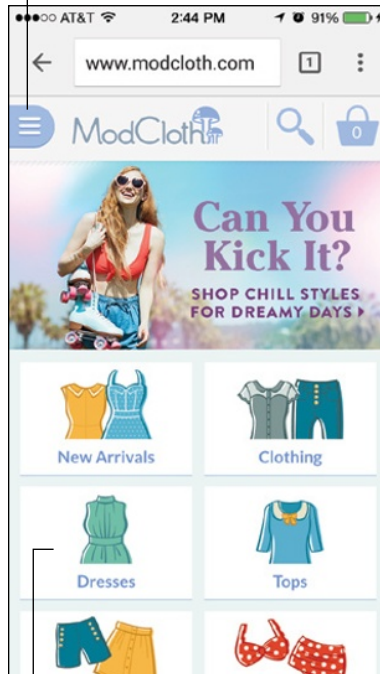 AT&T 2:44 PM 91%
www.modcloth.com 1
ModCloth 0
Can You
Kick It?
SHOP CHILL STYLES
FOR DREAMY DAYS
New Arrivals Clothing
Dresses Tops